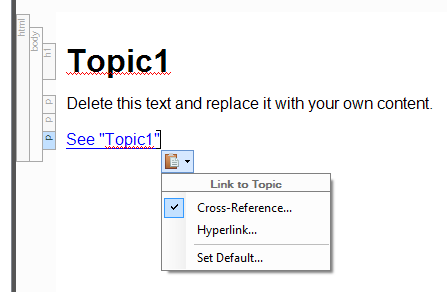 html
body
h1
Topic1
p
Delete this text and replace it with your own content.
p
p
See "Topic1"
Link to Topic
Cross-Reference...
Hyperlink...
Set Default...